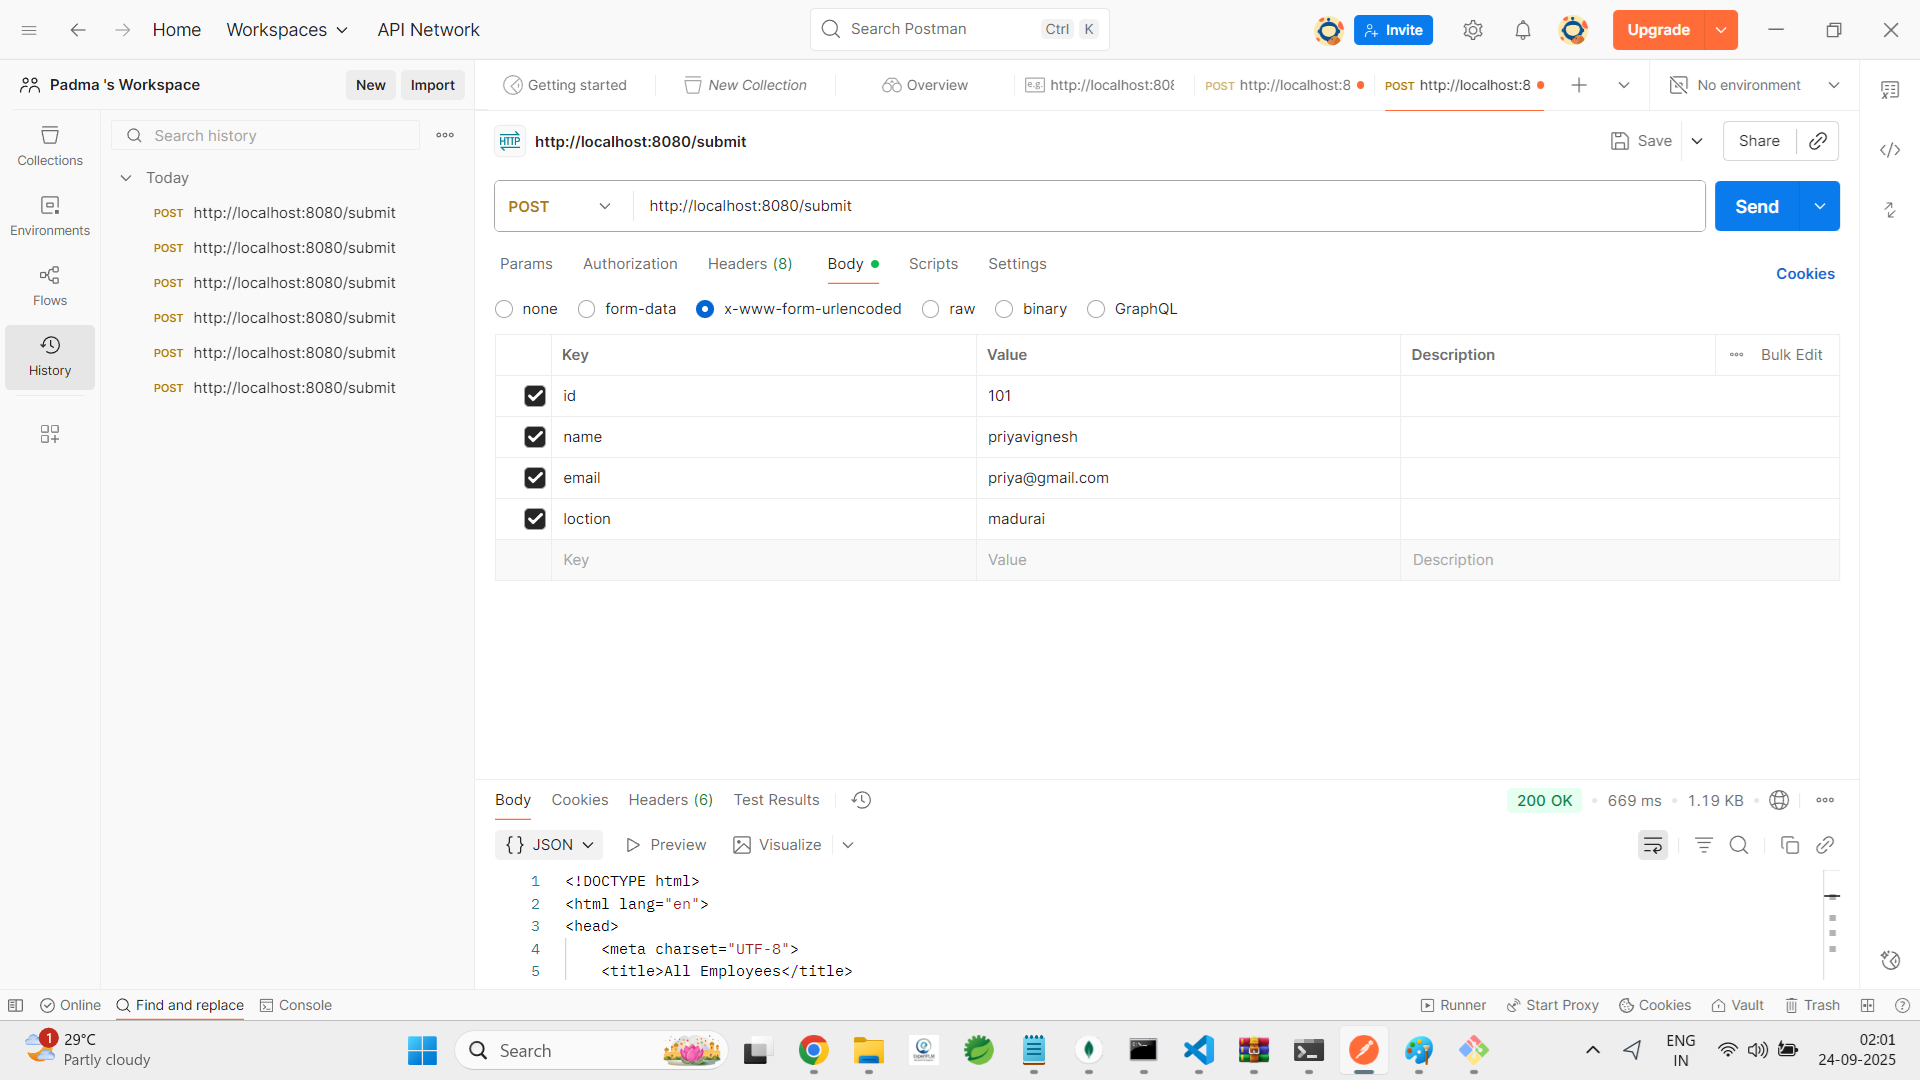 Home Workspaces API Network Search Postman Ctrl K Invite Upgrade
Padma 's Workspace New Import Getting started New Collection Overview e.g. http://localhost:808 POST http://localhost:8 POST http://localhost:8 No environment
Collections
Environments
Flows
History
Search history
Today
POST http://localhost:8080/submit
POST http://localhost:8080/submit
POST http://localhost:8080/submit
POST http://localhost:8080/submit
POST http://localhost:8080/submit
POST http://localhost:8080/submit
HTTP http://localhost:8080/submit Save Share
POST http://localhost:8080/submit Send
Params Authorization Headers (8) Body Scripts Settings Cookies
none form-data x-www-form-urlencoded raw binary GraphQL
Key Value Description Bulk Edit
id 101
name priyavignesh
email priya@gmail.com
loction madurai
Key Value Description
Body Cookies Headers (6) Test Results 200 OK 669 ms 1.19 KB
{} JSON Preview Visualize
1 <!DOCTYPE html>
2 <html lang="en">
3 <head>
4 <meta charset="UTF-8">
5 <title>All Employees</title>
Online Find and replace Console Runner Start Proxy Cookies Vault Trash
1 29°C
Partly cloudy
Search
ENG
IN
02:01
24-09-2025